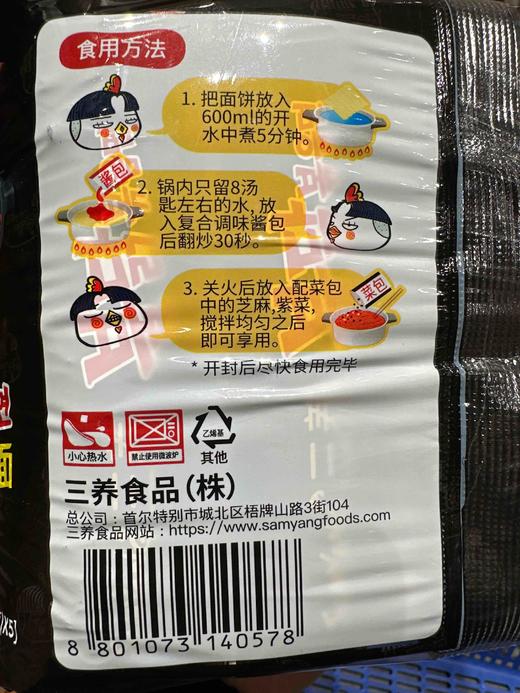 食用方法
1. 把面饼放入
600ml的开
水中煮5分钟。
酱包
2. 锅内只留8汤
匙左右的水, 放
入复合调味酱包
后翻炒30秒。
3. 关火后放入配菜包
中的芝麻,紫菜,
搅拌均匀之后
即可享用。
菜包
* 开封后尽快食用完毕
小心热水
禁止使用微波炉
乙烯基
其他
面
三养食品(株)
总公司: 首尔特别市城北区梧牌山路3街104
三养食品网站: https://www.samyangfoods.com
X5]
8 801073 140578